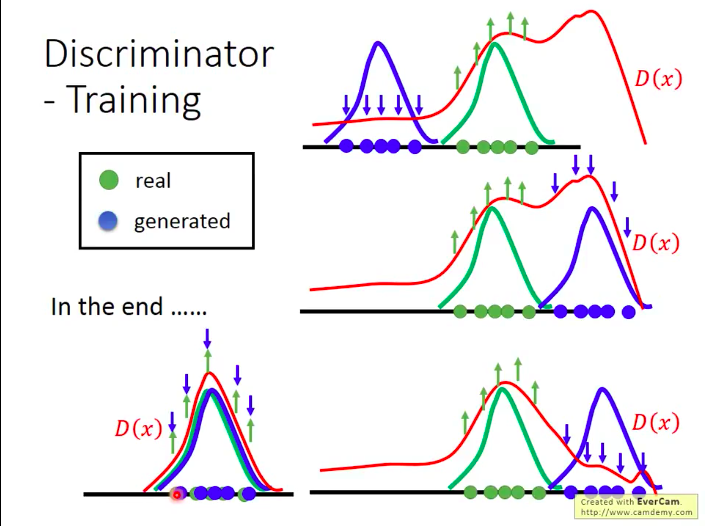 Discriminator
- Training
real
generated
In the end ......
D(x)
D(x)
D(x)
D(x)
Created with EverCam.
http://www.camdemy.com